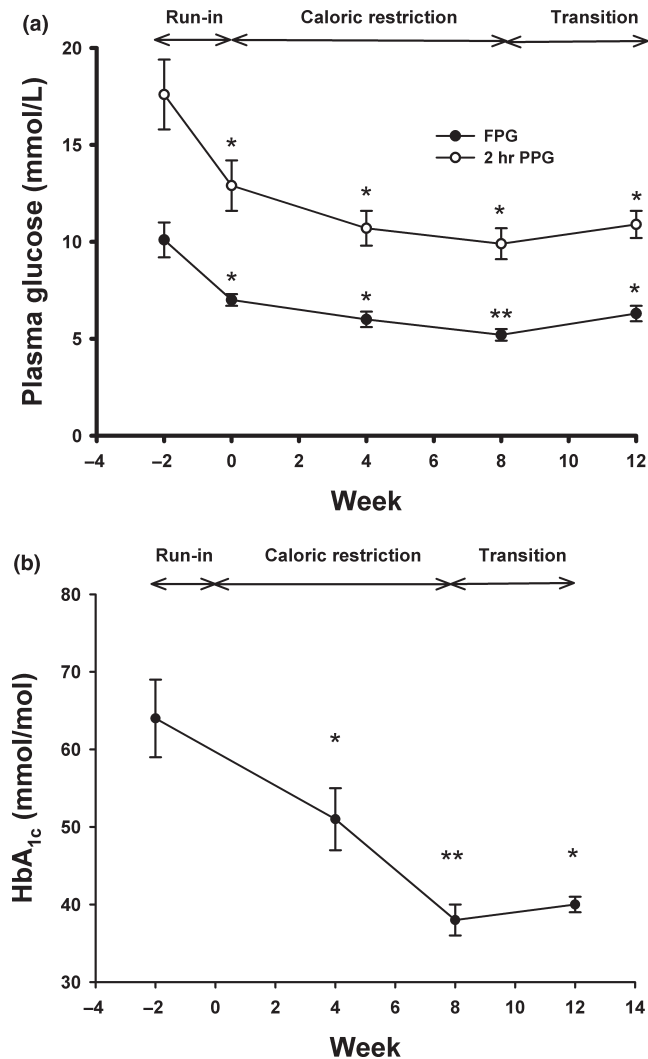 (a)
Run-in Caloric restriction Transition
20
15
10
5
0
Plasma glucose (mmol/L)
FPG
2 hr PPG
*
*
*
*
*
*
**
*
–4 –2 0 2 4 6 8 10 12
Week
(b)
Run-in Caloric restriction Transition
80
70
60
50
40
30
HbA1c (mmol/mol)
*
**
*
–4 –2 0 2 4 6 8 10 12 14
Week